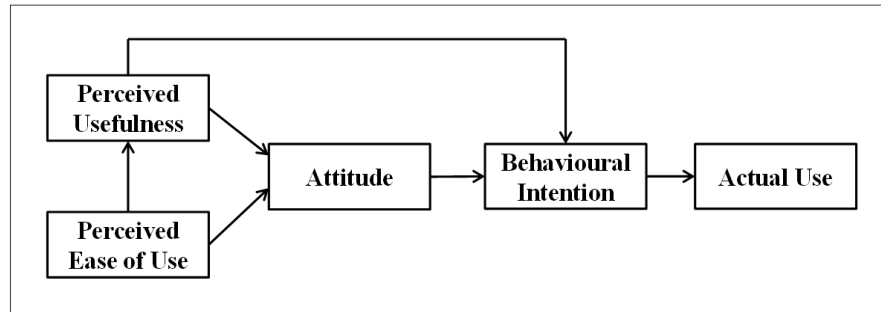 Perceived
Usefulness
Attitude
Behavioural
Intention
Actual Use
Perceived
Ease of Use